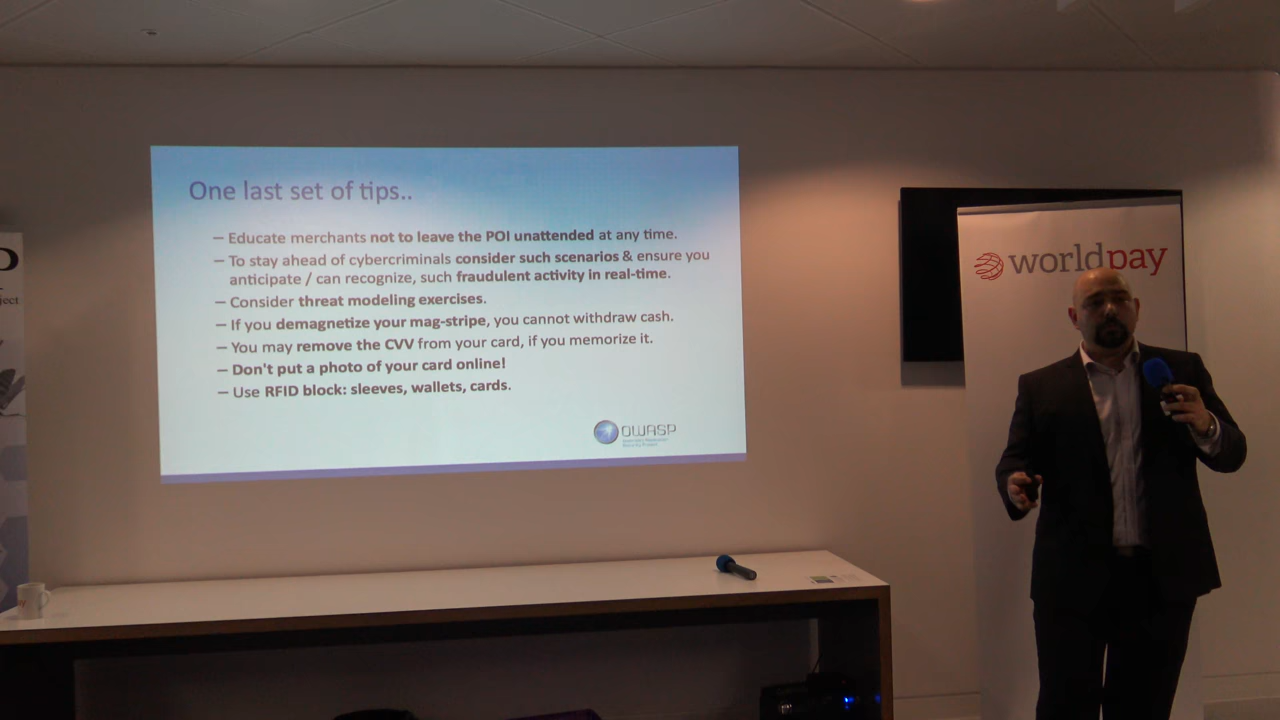 One last set of tips..
– Educate merchants not to leave the POI unattended at any time.
– To stay ahead of cybercriminals consider such scenarios & ensure you
anticipate / can recognize, such fraudulent activity in real-time.
– Consider threat modeling exercises.
– If you demagnetize your mag-stripe, you cannot withdraw cash.
– You may remove the CVV from your card, if you memorize it.
– Don't put a photo of your card online!
– Use RFID block: sleeves, wallets, cards.
OWASP
worldpay